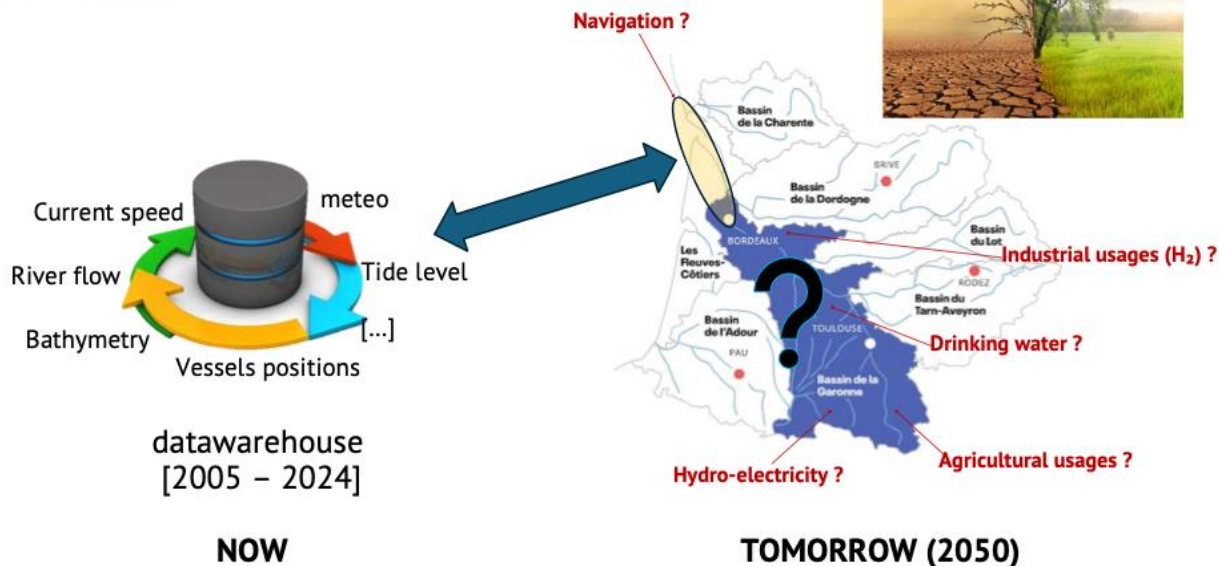 Navigation ?
Bassin
de la Charente
BRIVE
Bassin
de la Dordogne
BORDEAUX
Les
Fleuves-
Côtiers
Bassin
du Lot
Industrial usages (H₂) ?
RODEZ
Bassin du
Tarn-Aveyron
?
Bassin
de l'Adour
TOULOUSE
PAU
Drinking water ?
Bassin de la
Garonne
Hydro-electricity ?
Agricultural usages ?
Current speed
meteo
River flow
Tide level
Bathymetry
[...]
Vessels positions
datawarehouse
[2005 – 2024]
NOW
TOMORROW (2050)